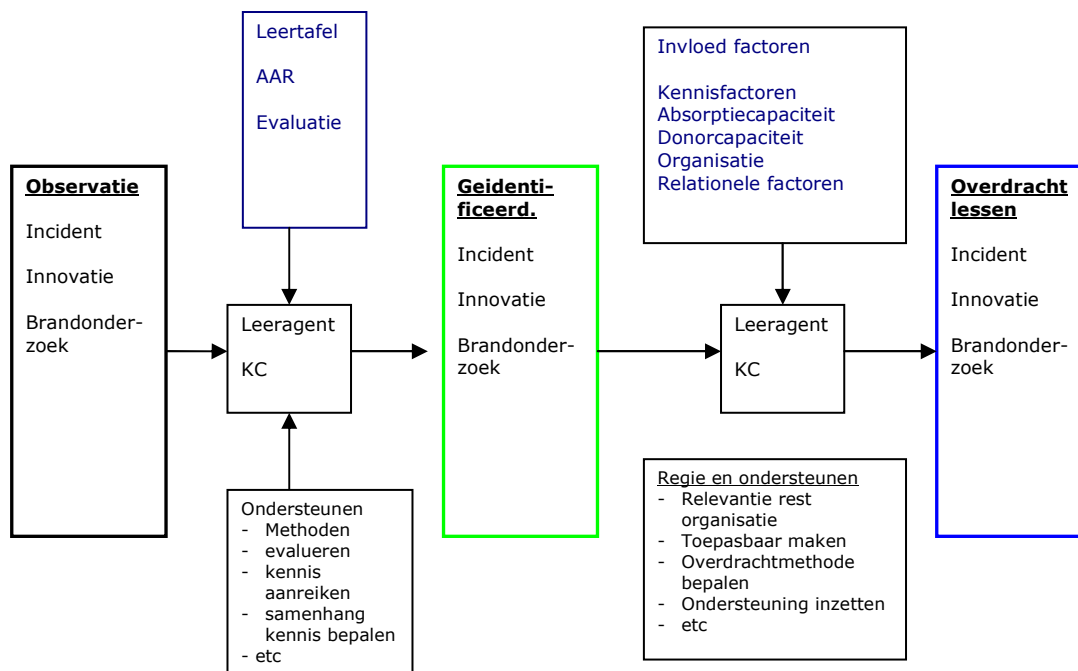 Leertafel
AAR
Evaluatie
Invloed factoren
Kennisfactoren
Absorptiecapaciteit
Donorcapaciteit
Organisatie
Relationele factoren
Observatie
Incident
Innovatie
Brandonder-
zoek
Leeragent
KC
Geidenti-
ficeerd.
Incident
Innovatie
Brandonder-
zoek
Leeragent
KC
Overdracht
lessen
Incident
Innovatie
Brandonder-
zoek
Ondersteunen
- Methoden
- evalueren
- kennis
aanreiken
- samenhang
kennis bepalen
- etc
Regie en ondersteunen
- Relevantie rest
organisatie
- Toepasbaar maken
- Overdrachtmethode
bepalen
- Ondersteuning inzetten
- etc